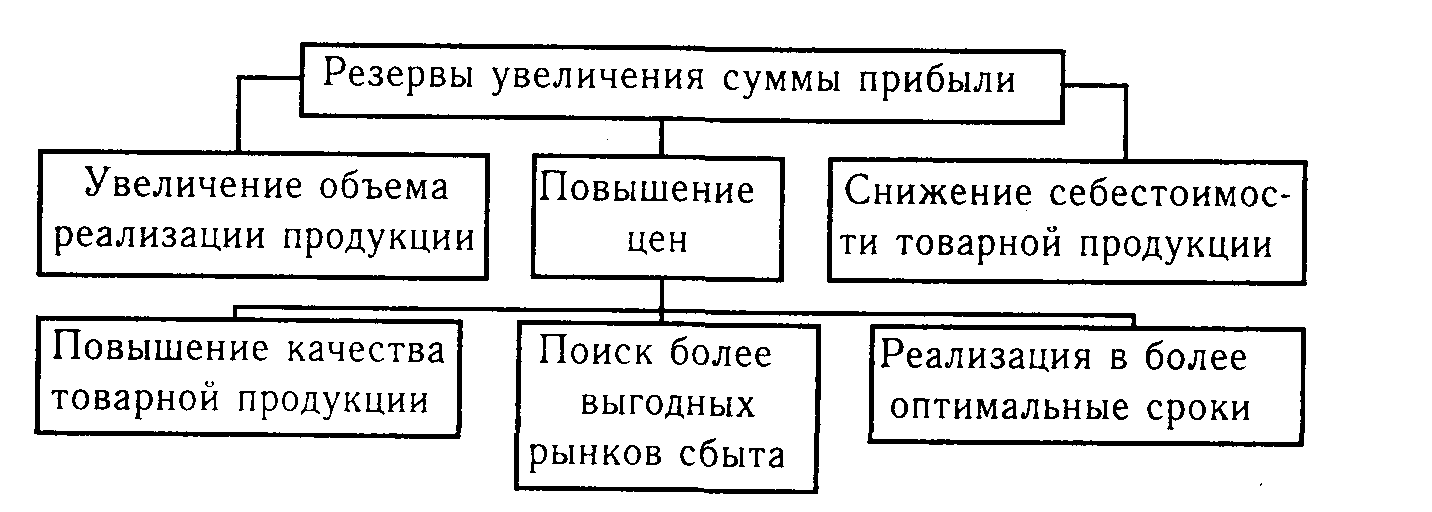 Резервы увеличения суммы прибыли
Увеличение объема
реализации продукции
Повышение
цен
Снижение себестоимос-
ти товарной продукции
Повышение качества
товарной продукции
Поиск более
выгодных
рынков сбыта
Реализация в более
оптимальные сроки